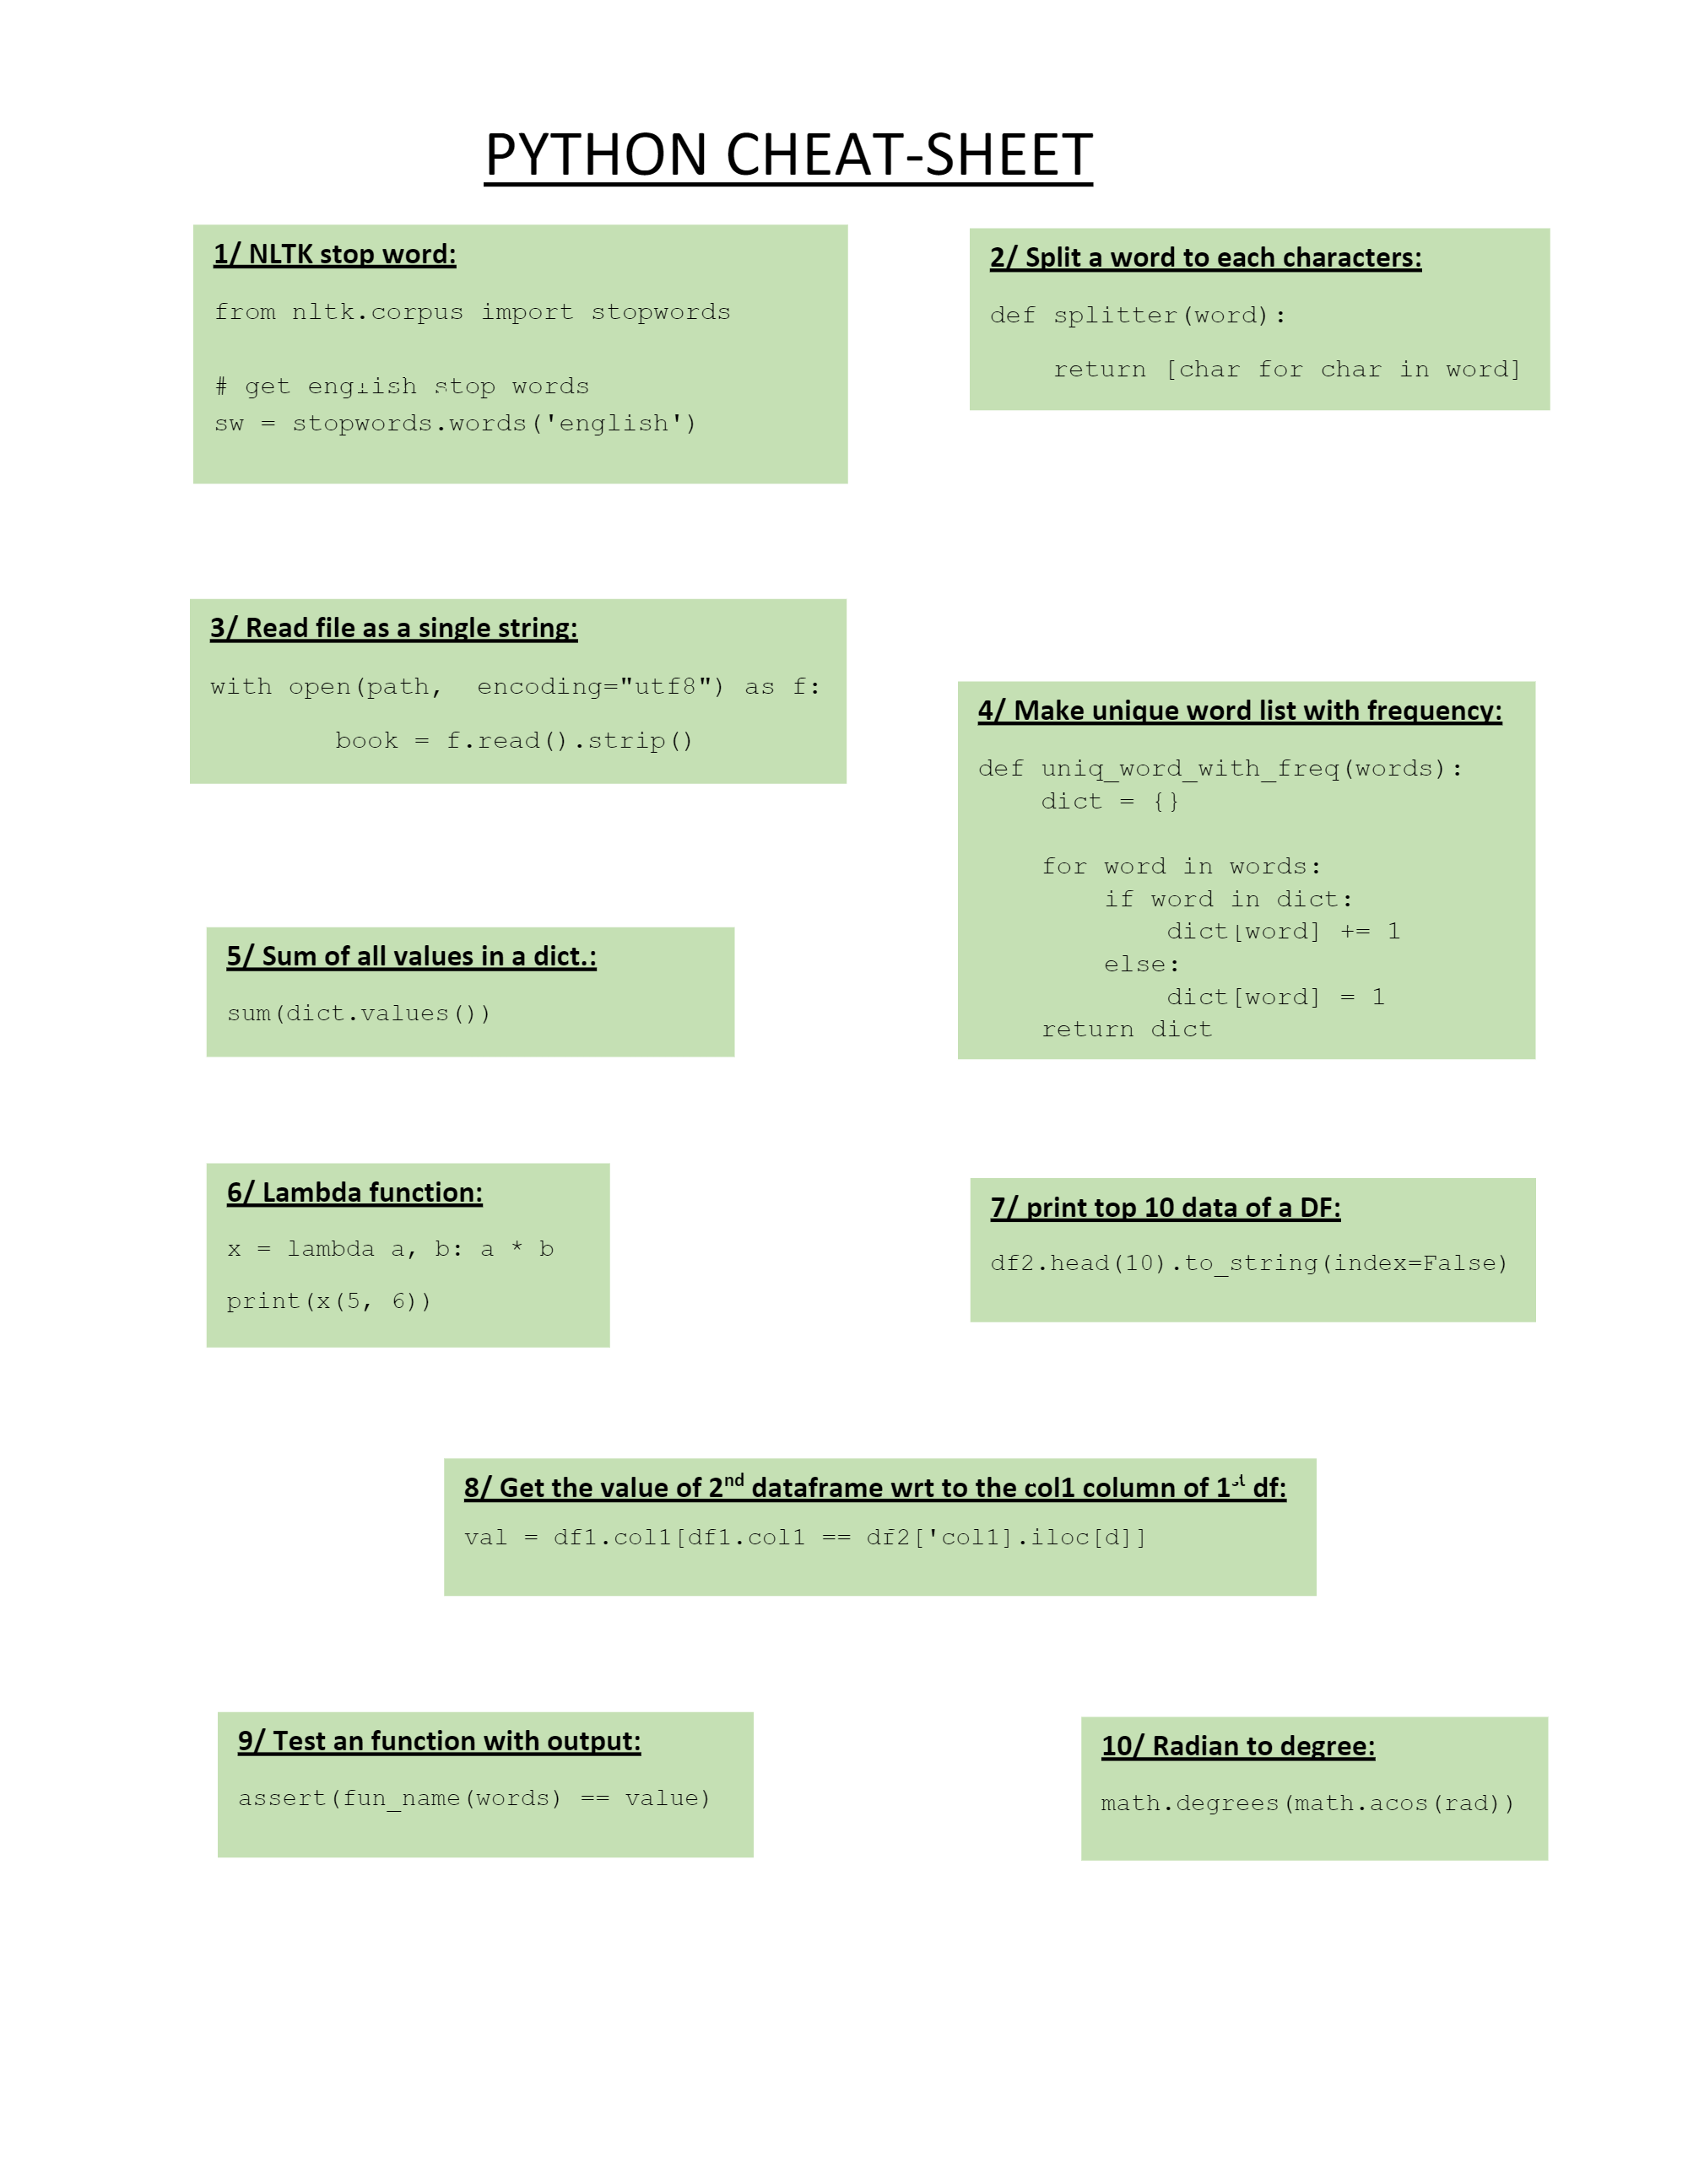 PYTHON CHEAT-SHEET
1/ NLTK stop word:
from nltk.corpus import stopwords
# get english stop words
sw = stopwords.words('english')
2/ Split a word to each characters:
def splitter(word):
    return [char for char in word]
3/ Read file as a single string:
with open(path,  encoding="utf8") as f:
        book = f.read().strip()
4/ Make unique word list with frequency:
def uniq_word_with_freq(words):
    dict = {}
    for word in words:
        if word in dict:
            dict[word] += 1
        else:
            dict[word] = 1
    return dict
5/ Sum of all values in a dict.:
sum(dict.values())
6/ Lambda function:
x = lambda a, b: a * b
print(x(5, 6))
7/ print top 10 data of a DF:
df2.head(10).to_string(index=False)
8/ Get the value of 2nd dataframe wrt to the col1 column of 1st df:
val = df1.col1[df1.col1 == df2['col1].iloc[d]]
9/ Test an function with output:
assert(fun_name(words) == value)
10/ Radian to degree:
math.degrees(math.acos(rad))